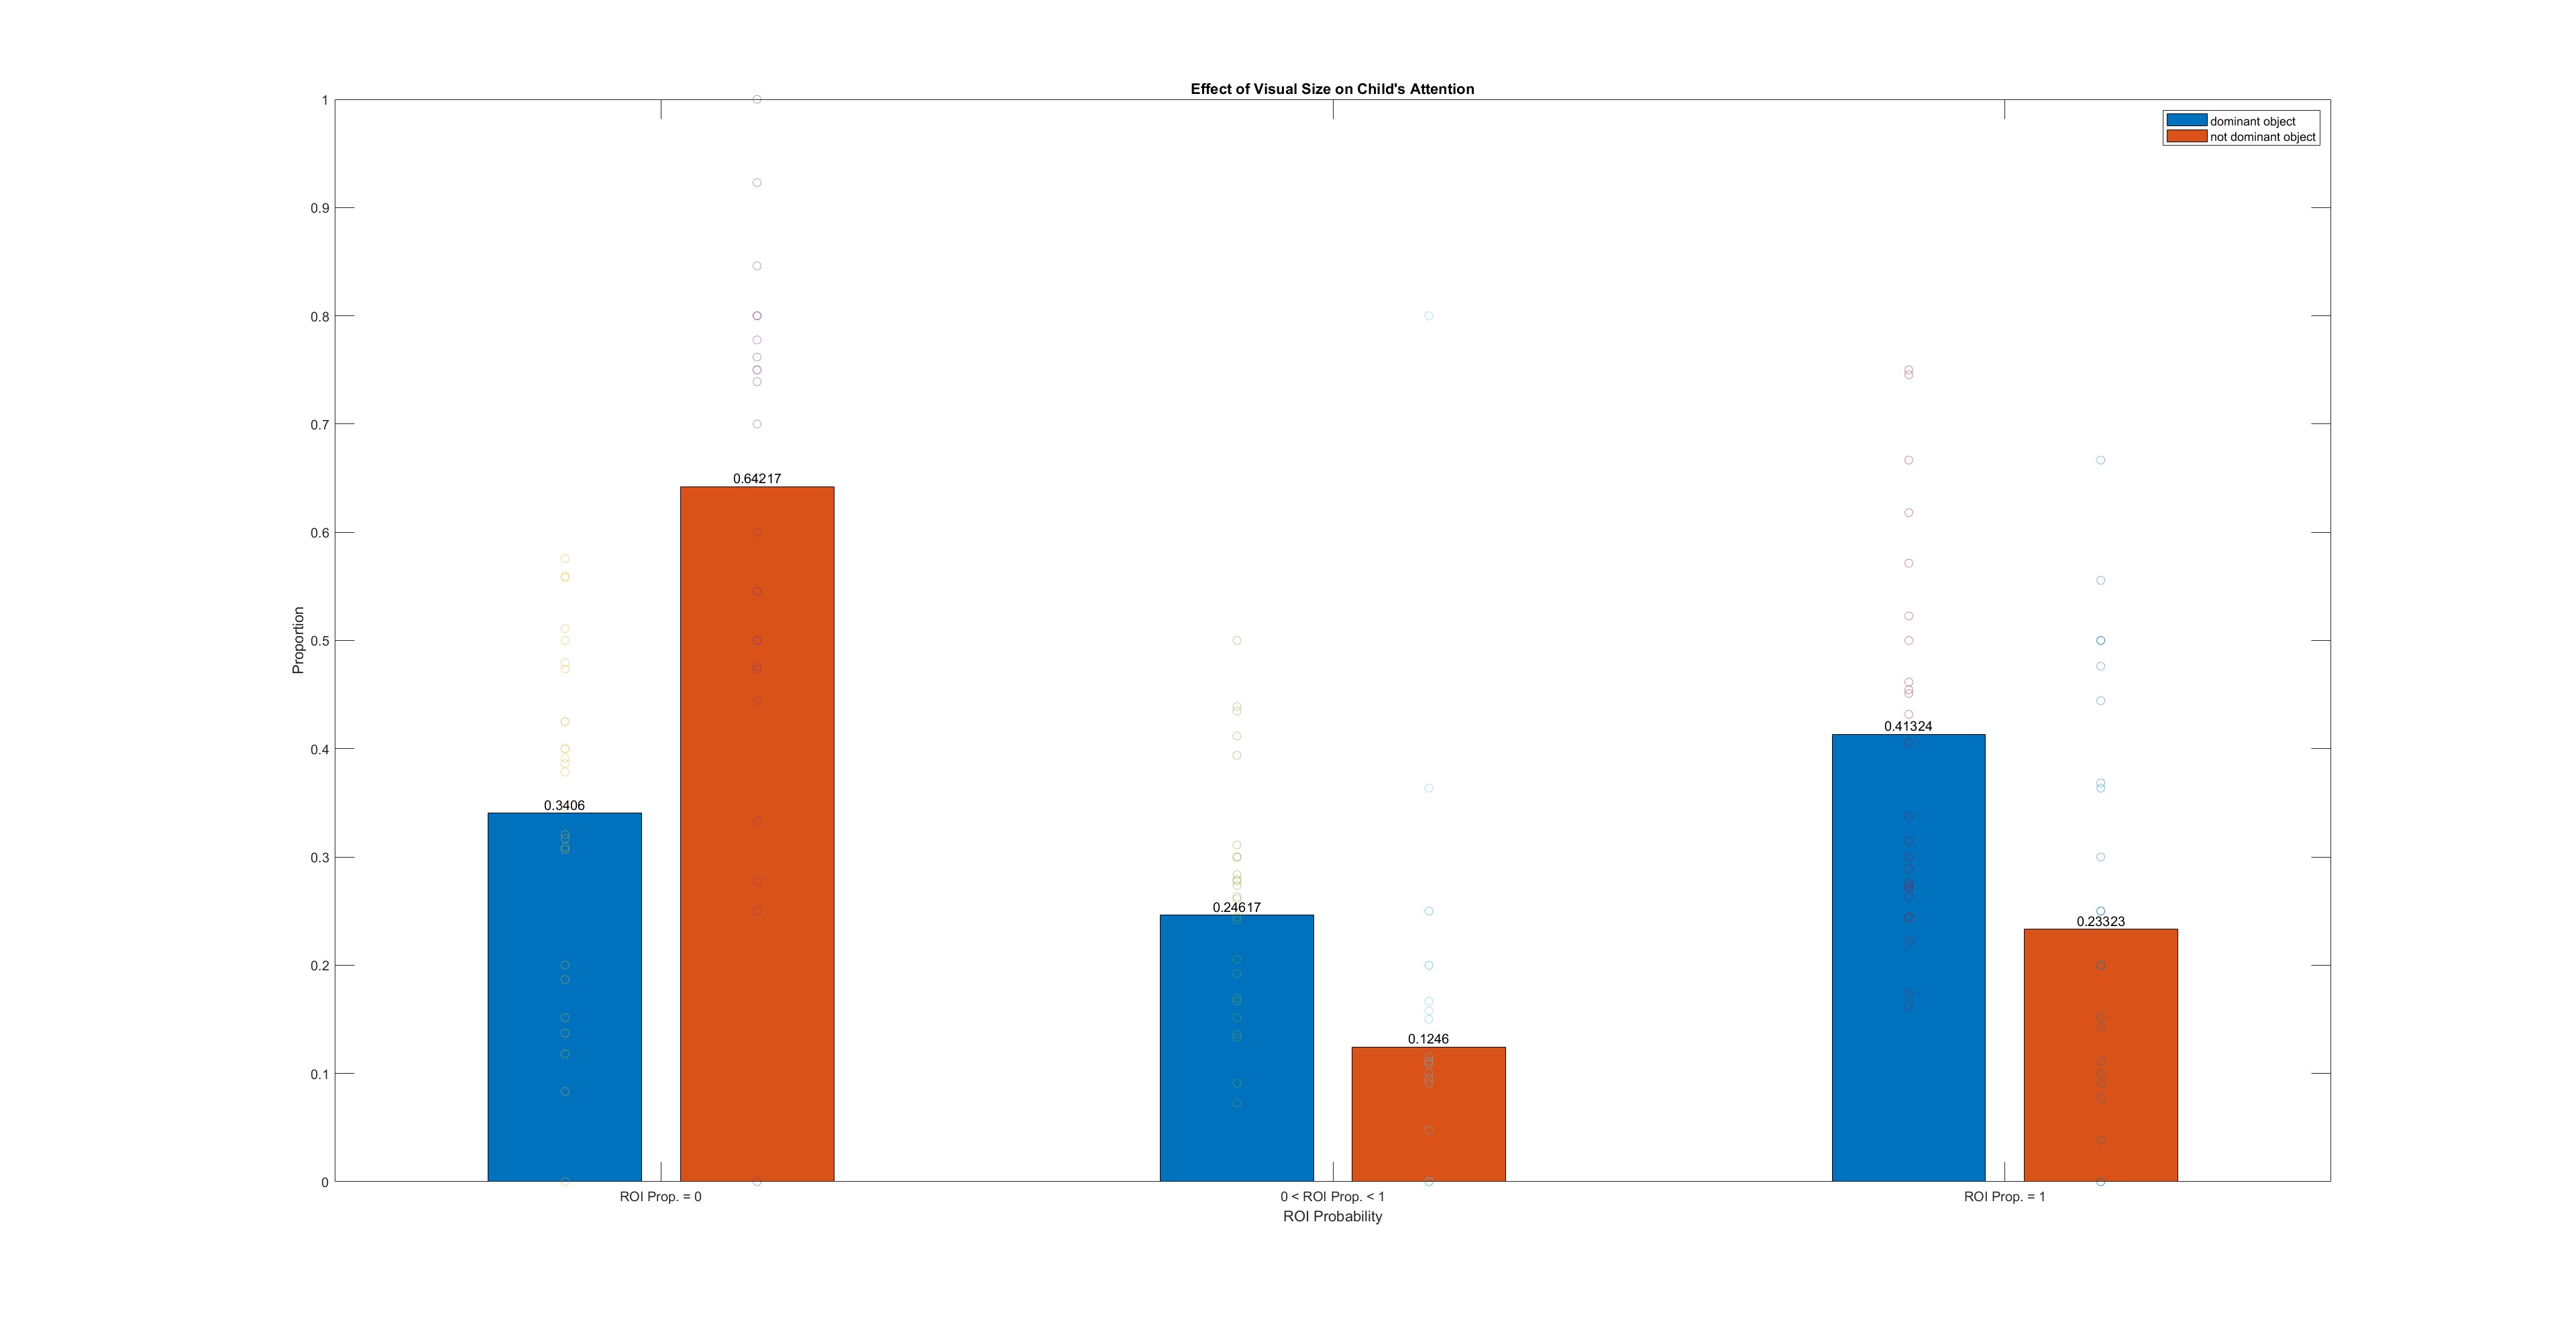 Effect of Visual Size on Child's Attention
dominant object
not dominant object
1
0.9
0.8
0.7
0.6
0.5
0.4
0.3
0.2
0.1
0
Proportion
0.3406
0.64217
0.24617
0.1246
0.41324
0.23323
ROI Prop. = 0
0 < ROI Prop. < 1
ROI Prop. = 1
ROI Probability